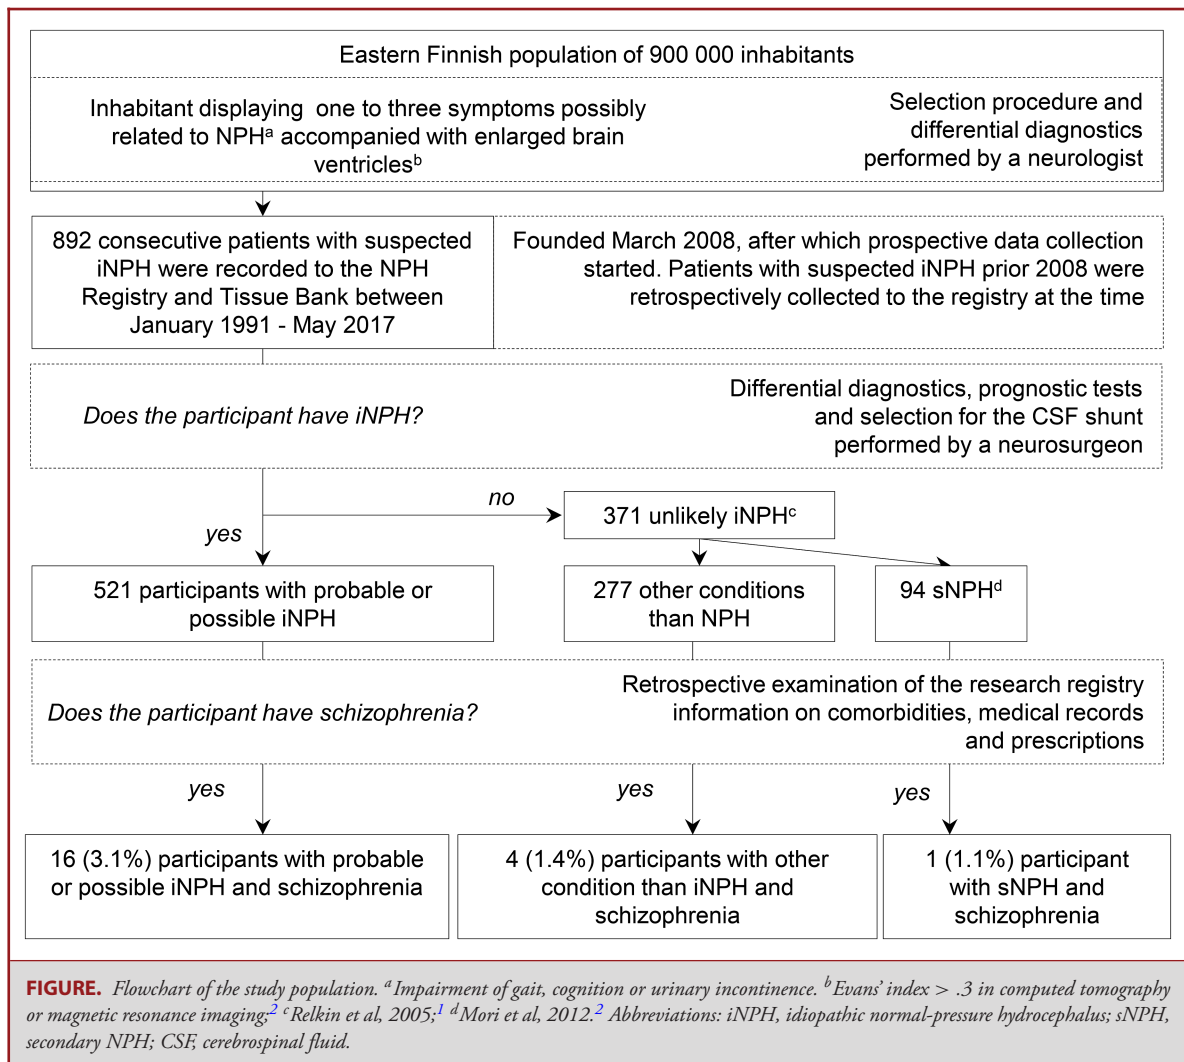 Eastern Finnish population of 900 000 inhabitants
Inhabitant displaying one to three symptoms possibly
related to NPHᵃ accompanied with enlarged brain
ventriclesᵇ
Selection procedure and
differential diagnostics
performed by a neurologist
892 consecutive patients with suspected
iNPH were recorded to the NPH
Registry and Tissue Bank between
January 1991 - May 2017
Founded March 2008, after which prospective data collection
started. Patients with suspected iNPH prior 2008 were
retrospectively collected to the registry at the time
Does the participant have iNPH?
Differential diagnostics, prognostic tests
and selection for the CSF shunt
performed by a neurosurgeon
no
371 unlikely iNPHᶜ
yes
521 participants with probable or
possible iNPH
277 other conditions
than NPH
94 sNPHᵈ
Does the participant have schizophrenia?
Retrospective examination of the research registry
information on comorbidities, medical records
and prescriptions
yes
yes
yes
16 (3.1%) participants with probable
or possible iNPH and schizophrenia
4 (1.4%) participants with other
condition than iNPH and
schizophrenia
1 (1.1%) participant
with sNPH and
schizophrenia
FIGURE. Flowchart of the study population. ᵃImpairment of gait, cognition or urinary incontinence. ᵇEvans' index > .3 in computed tomography
or magnetic resonance imaging;² ᶜRelkin et al, 2005;¹ ᵈMori et al, 2012.² Abbreviations: iNPH, idiopathic normal-pressure hydrocephalus; sNPH,
secondary NPH; CSF, cerebrospinal fluid.